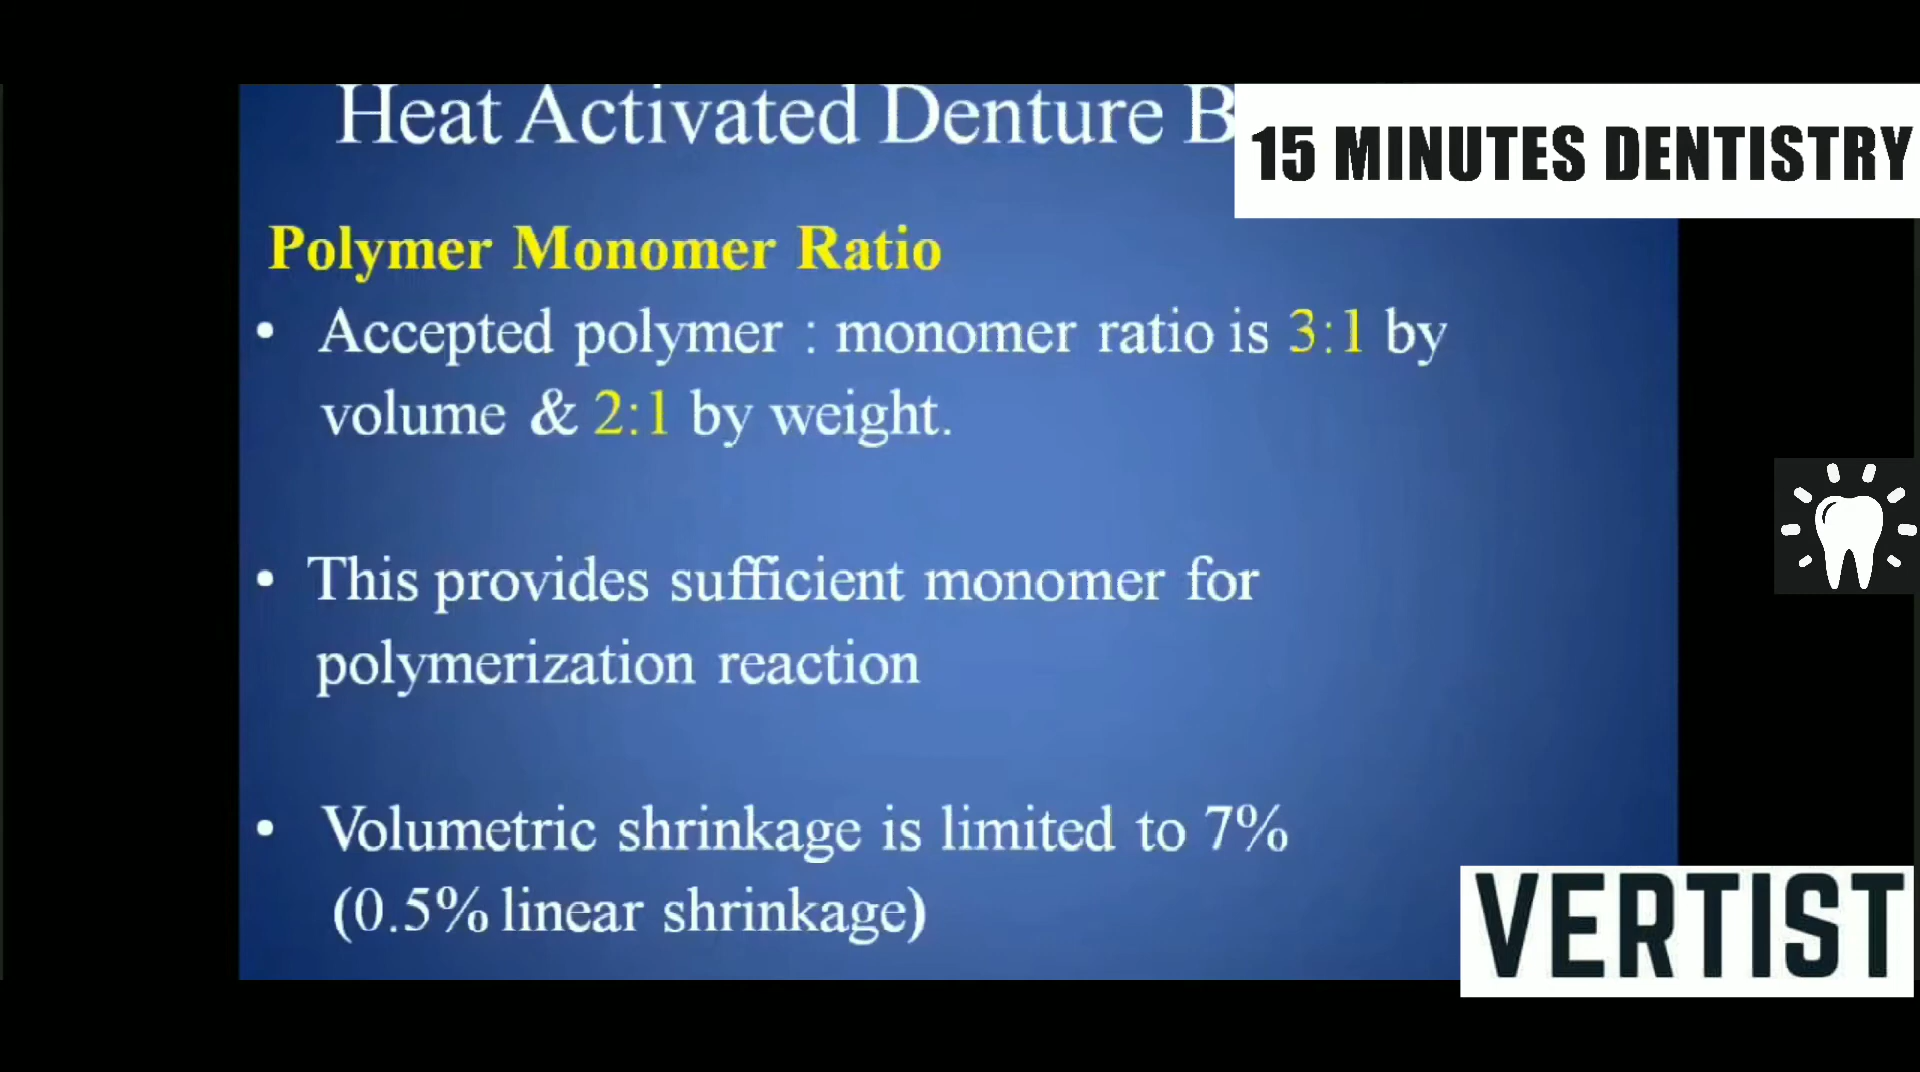 Heat Activated Denture B
15 MINUTES DENTISTRY
Polymer Monomer Ratio
• Accepted polymer : monomer ratio is 3:1 by
volume & 2:1 by weight.
• This provides sufficient monomer for
polymerization reaction
• Volumetric shrinkage is limited to 7%
(0.5% linear shrinkage)
VERTIST